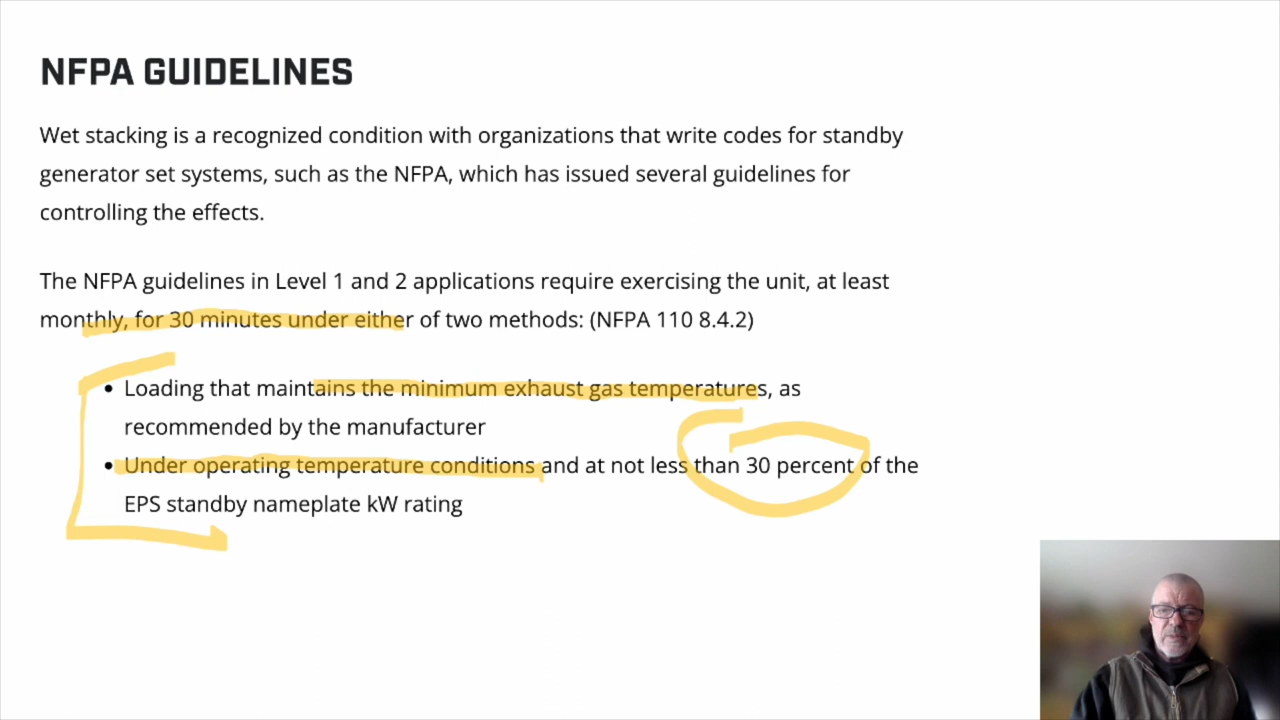 NFPA GUIDELINES
Wet stacking is a recognized condition with organizations that write codes for standby
generator set systems, such as the NFPA, which has issued several guidelines for
controlling the effects.
The NFPA guidelines in Level 1 and 2 applications require exercising the unit, at least
monthly, for 30 minutes under either of two methods: (NFPA 110 8.4.2)
• Loading that maintains the minimum exhaust gas temperatures, as
recommended by the manufacturer
• Under operating temperature conditions and at not less than 30 percent of the
EPS standby nameplate kW rating